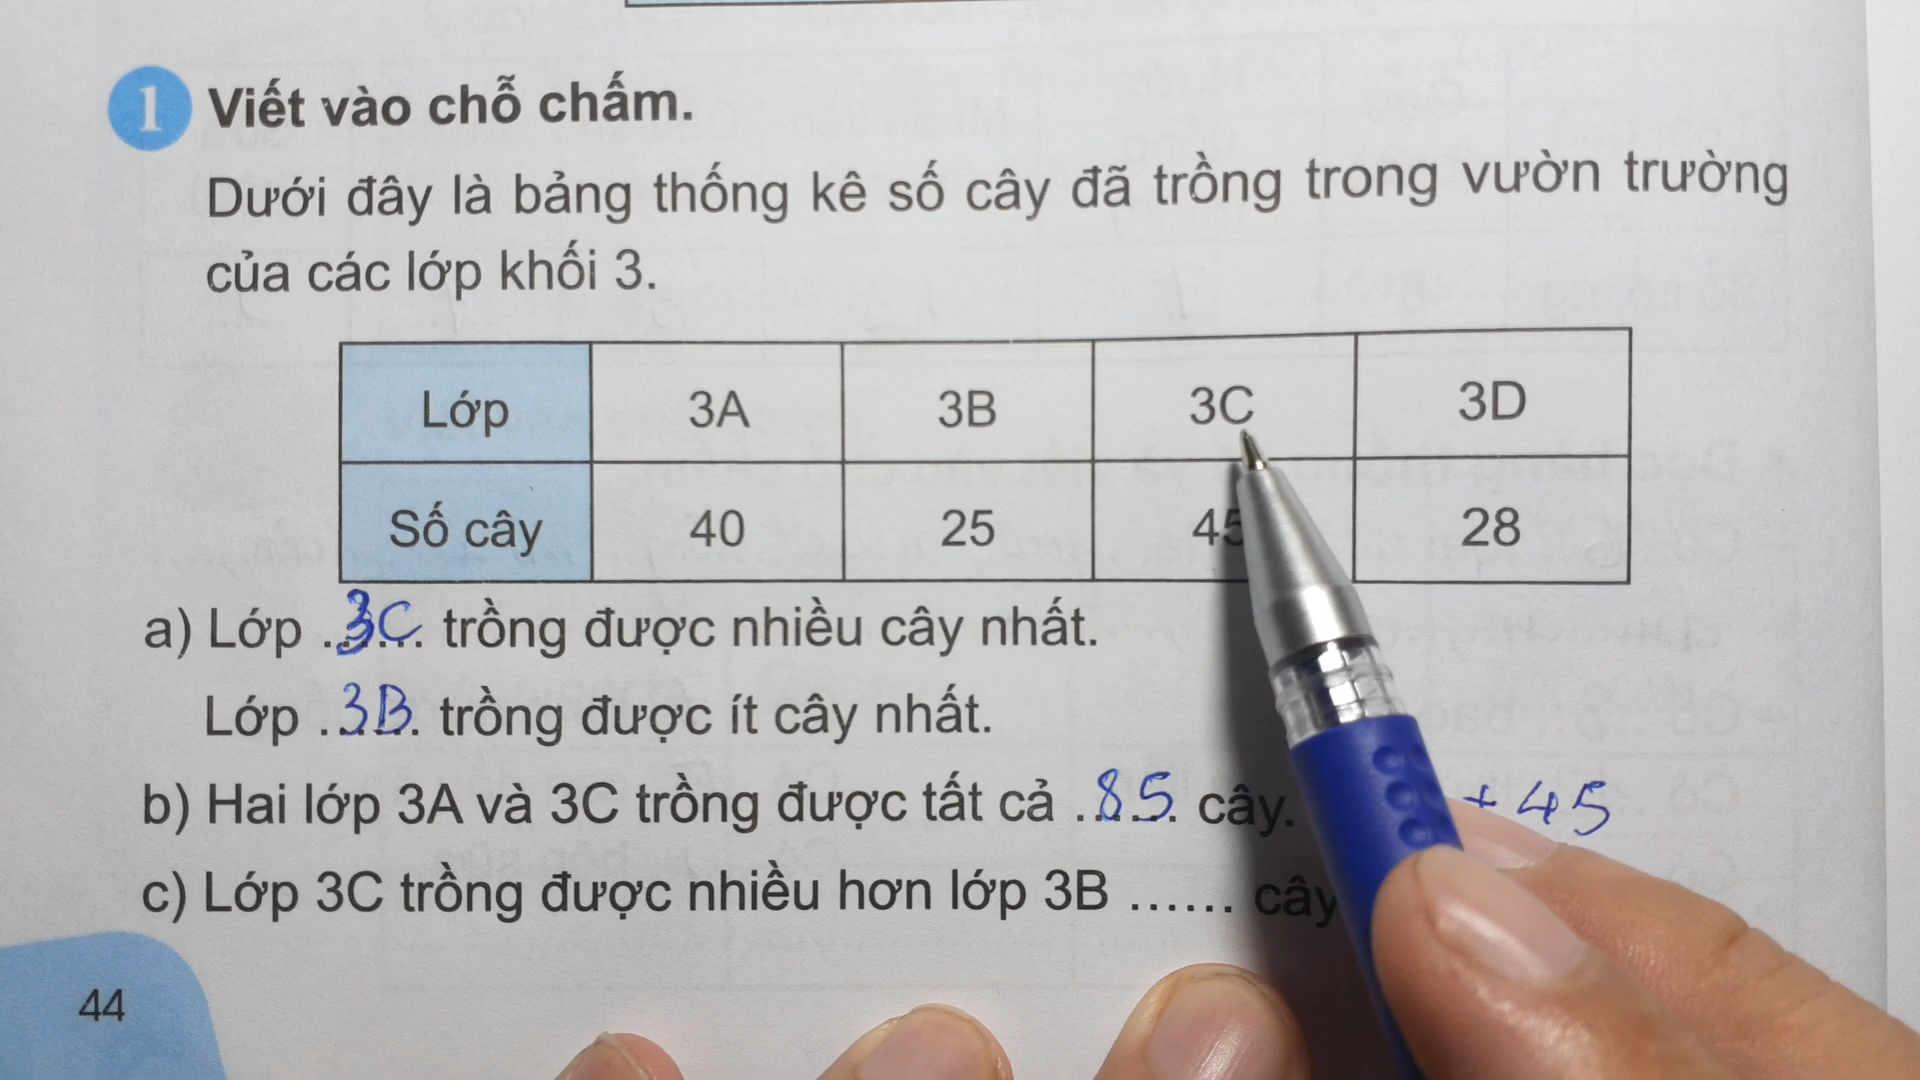 1 Viết vào chỗ chấm.
Dưới đây là bảng thống kê số cây đã trồng trong vườn trường
của các lớp khối 3.
Lớp 3A 3B 3C 3D
Số cây 40 25 45 28
a) Lớp ..3C.. trồng được nhiều cây nhất.
Lớp ..3B.. trồng được ít cây nhất.
b) Hai lớp 3A và 3C trồng được tất cả ..85.. cây. + 45
c) Lớp 3C trồng được nhiều hơn lớp 3B ...... cây
44